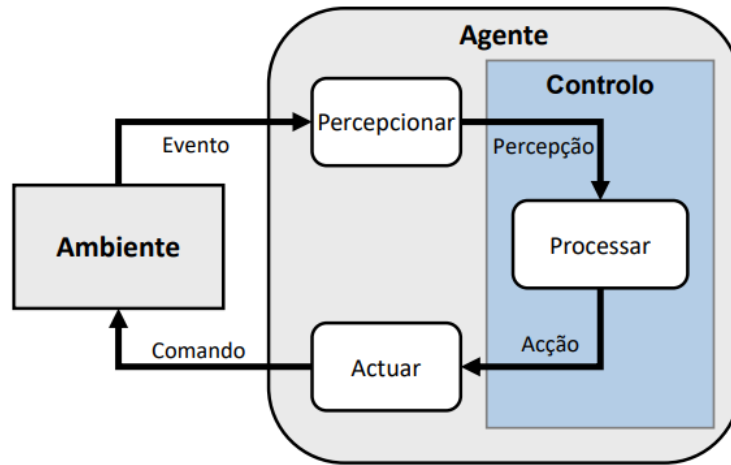 Agente
Controlo
Percepcionar
Evento
Percepção
Ambiente
Processar
Acção
Comando
Actuar